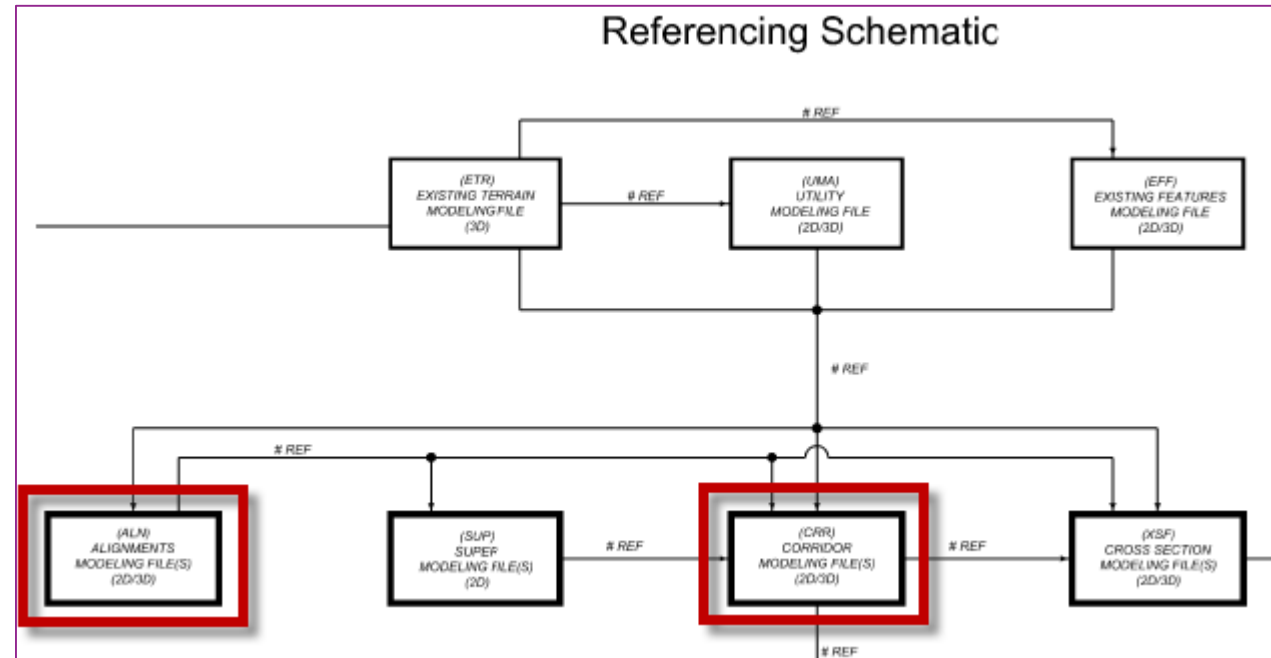 Referencing Schematic
# REF
(ETR)
EXISTING TERRAIN
MODELING FILE
(3D)
# REF
(UMA)
UTILITY
MODELING FILE
(2D/3D)
(EFF)
EXISTING FEATURES
MODELING FILE
(2D/3D)
# REF
# REF
(ALN)
ALIGNMENTS
MODELING FILE(S)
(2D/3D)
(SUP)
SUPER
MODELING FILE(S)
(2D)
# REF
(CRR)
CORRIDOR
MODELING FILE(S)
(2D/3D)
# REF
(XSF)
CROSS SECTION
MODELING FILE(S)
(2D/3D)
# REF